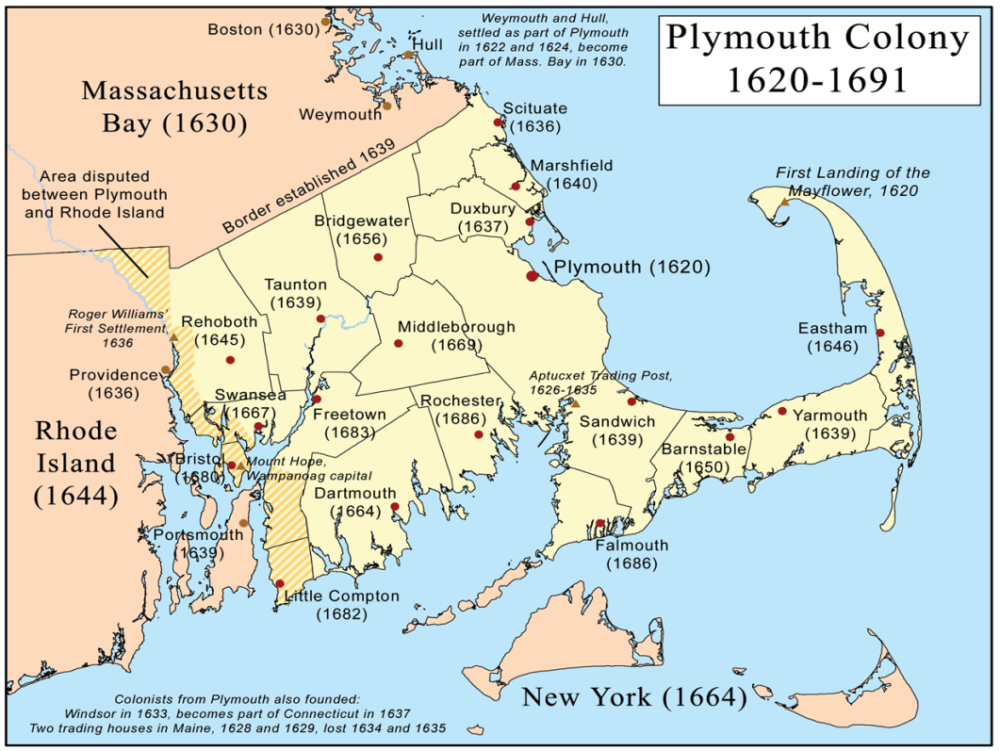 Plymouth Colony
1620-1691
Weymouth and Hull,
settled as part of Plymouth
in 1622 and 1624, become
part of Mass. Bay in 1630.
Boston (1630)
Hull
Massachusetts
Bay (1630)
Weymouth
Scituate
(1636)
Border established 1639
Area disputed
between Plymouth
and Rhode Island
Marshfield
(1640)
First Landing of the
Mayflower, 1620
Duxbury
(1637)
Bridgewater
(1656)
Plymouth (1620)
Taunton
(1639)
Roger Williams'
First Settlement,
1636
Rehoboth
(1645)
Middleborough
(1669)
Eastham
(1646)
Providence
(1636)
Aptucxet Trading Post,
1626-1635
Swansea
(1667)
Freetown
(1683)
Rochester
(1686)
Sandwich
(1639)
Yarmouth
(1639)
Barnstable
(1650)
Rhode
Island
(1644)
Bristol
(1680)
Mount Hope,
Wampanoag capital
Dartmouth
(1664)
Portsmouth
(1639)
Falmouth
(1686)
Little Compton
(1682)
New York (1664)
Colonists from Plymouth also founded:
Windsor in 1633, becomes part of Connecticut in 1637
Two trading houses in Maine, 1628 and 1629, lost 1634 and 1635